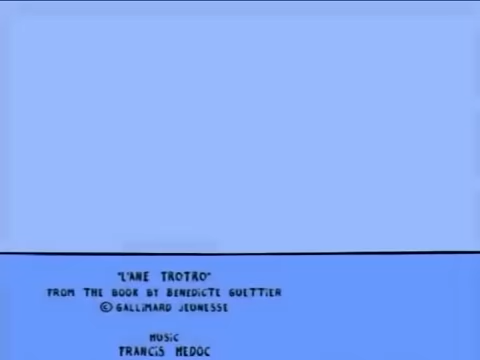 "L'ANE TROTRO"
FROM THE BOOK BY BENEDICTE GUETTIER
© GALLIMARD JEUNESSE
MUSIC
FRANCIS MEDOC